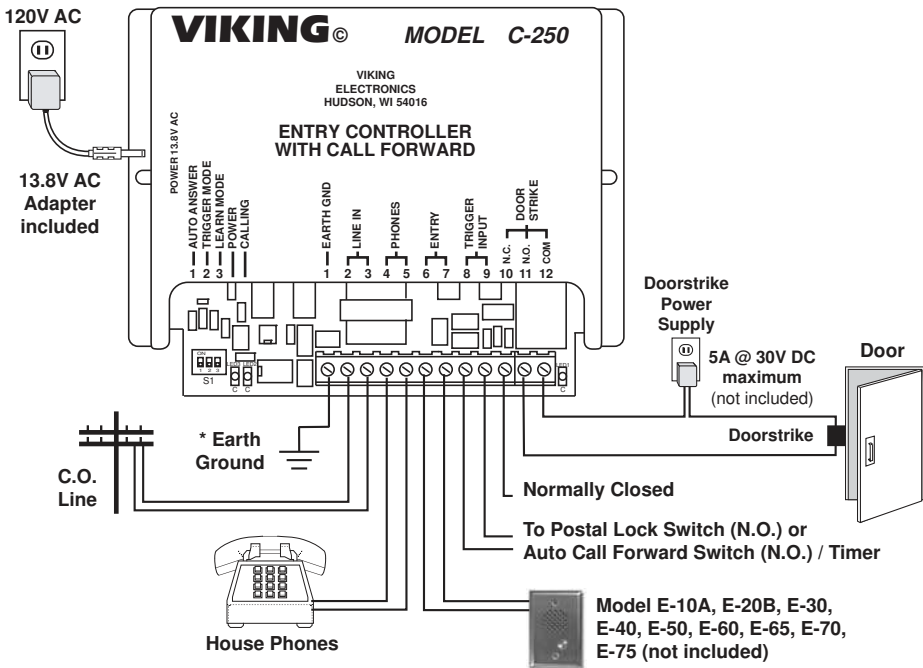 120V AC
VIKING©
MODEL C-250
VIKING
ELECTRONICS
HUDSON, WI 54016
ENTRY CONTROLLER
WITH CALL FORWARD
13.8V AC
Adapter
included
POWER 13.8V AC
AUTO ANSWER
TRIGGER MODE
LEARN MODE
POWER
CALLING
1 2 3
EARTH GND
LINE IN
PHONES
ENTRY
TRIGGER
INPUT
DOOR
STRIKE
N.C.
N.O.
COM
1 2 3 4 5 6 7 8 9 10 11 12
ON
1 2 3
S1
C
C
LED1
C
Doorstrike
Power
Supply
5A @ 30V DC
maximum
(not included)
Door
Doorstrike
* Earth
Ground
C.O.
Line
Normally Closed
To Postal Lock Switch (N.O.) or
Auto Call Forward Switch (N.O.) / Timer
House Phones
Model E-10A, E-20B, E-30,
E-40, E-50, E-60, E-65, E-70,
E-75 (not included)